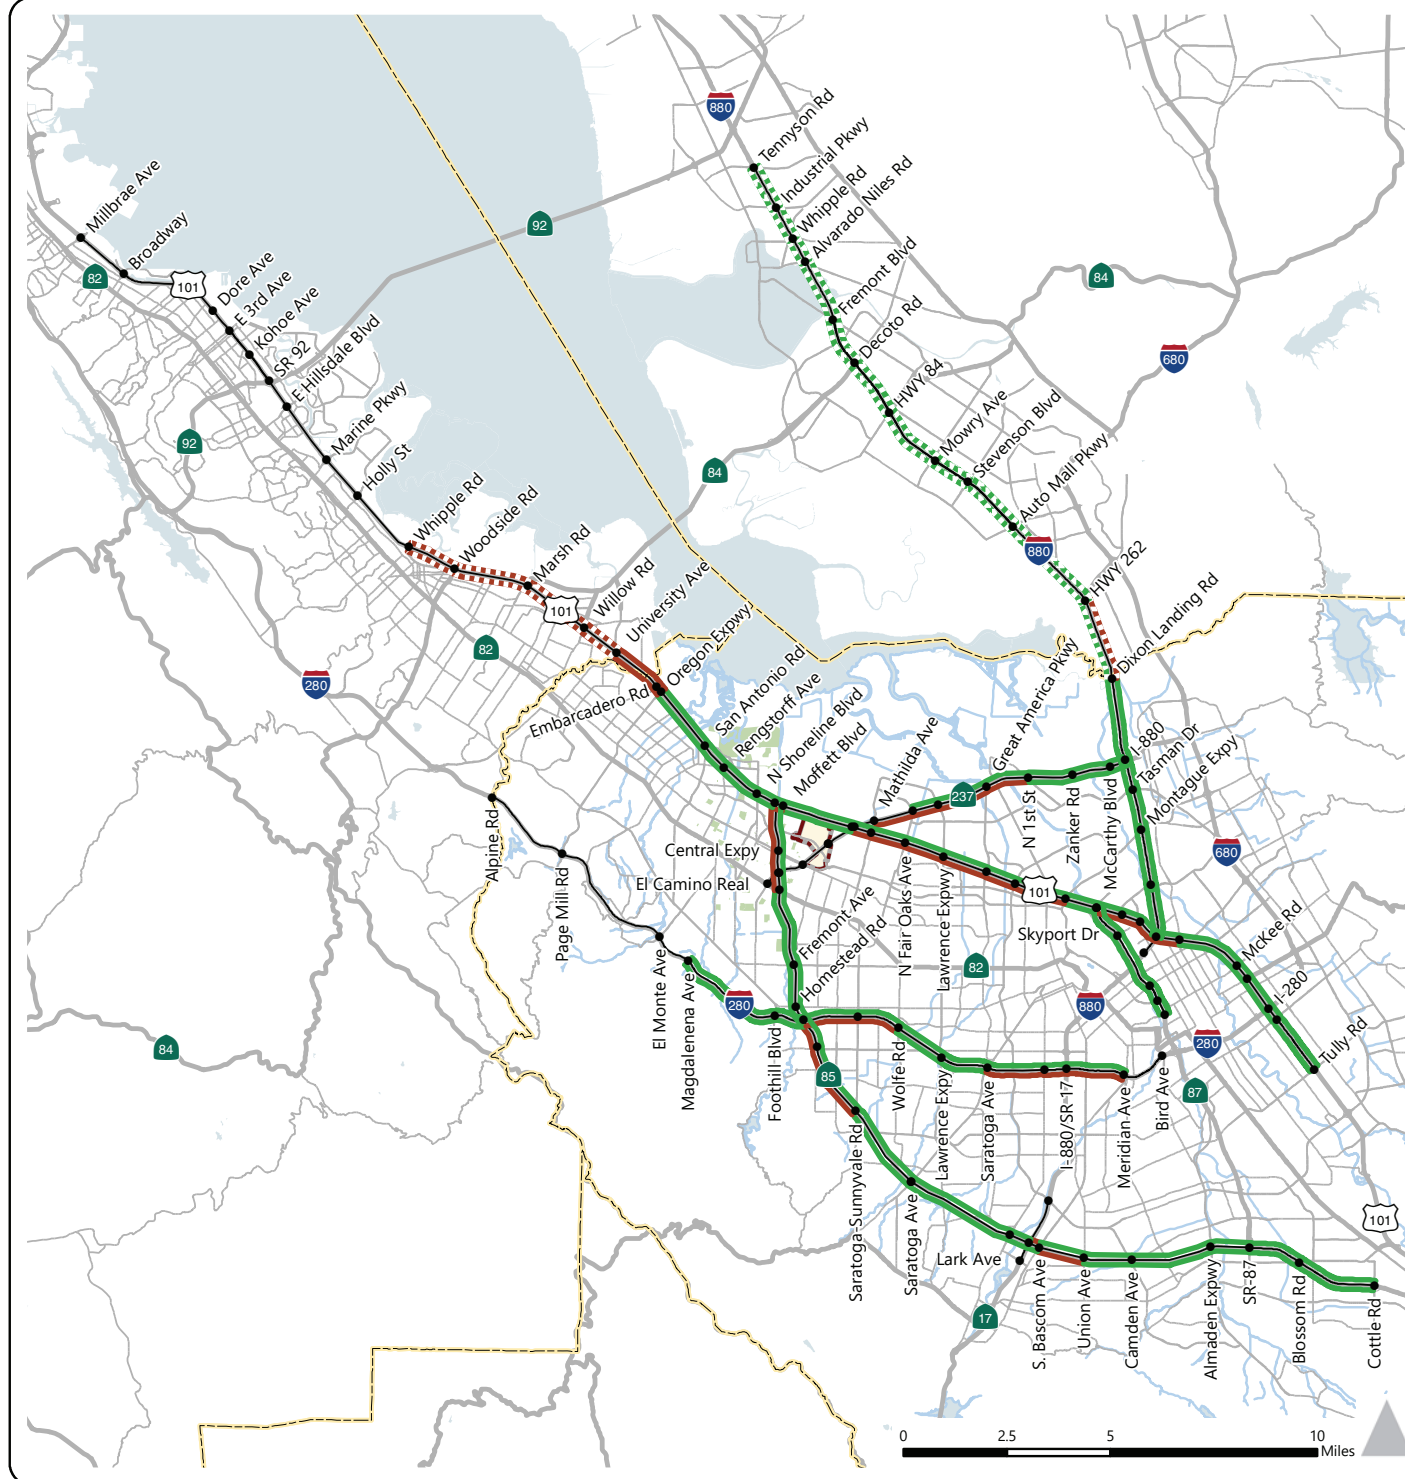 880
Tennyson Rd
Industrial Pkwy
Whipple Rd
Alvarado Niles Rd
Millbrae Ave
Broadway
92
Fremont Blvd
82
101
Dore Ave
E 3rd Ave
Kohoe Ave
SR-92
E Hillsdale Blvd
84
Decoto Rd
680
HWY 84
Mowry Ave
Stevenson Blvd
92
Marine Pkwy
Holly St
84
Auto Mall Pkwy
Whipple Rd
Woodside Rd
Marsh Rd
880
HWY 262
Willow Rd
101
University Ave
Dixon Landing Rd
82
280
Oregon Expwy
Embarcadero Rd
San Antonio Rd
Rengstorff Ave
N Shoreline Blvd
Moffett Blvd
Mathilda Ave
Great America Pkwy
I-880
Tasman Dr
Montague Expy
237
N 1st St
Zanker Rd
McCarthy Blvd
Alpine Rd
Page Mill Rd
Central Expy
El Camino Real
680
101
N Fair Oaks Ave
Lawrence Expwy
Fremont Ave
Homestead Rd
Skyport Dr
McKee Rd
82
El Monte Ave
Magdalenena Ave
280
880
I-280
84
280
Tully Rd
Foothill Blvd
85
Wolfe Rd
Lawrence Expy
Saratoga Ave
I-880/SR-17
Meridian Ave
Bird Ave
87
Saratoga-Sunnyvale Rd
Saratoga Ave
101
Lark Ave
17
S. Bascom Ave
Union Ave
Camden Ave
Almaden Expwy
SR-87
Blossom Rd
Cottle Rd
0 2.5 5 10
Miles